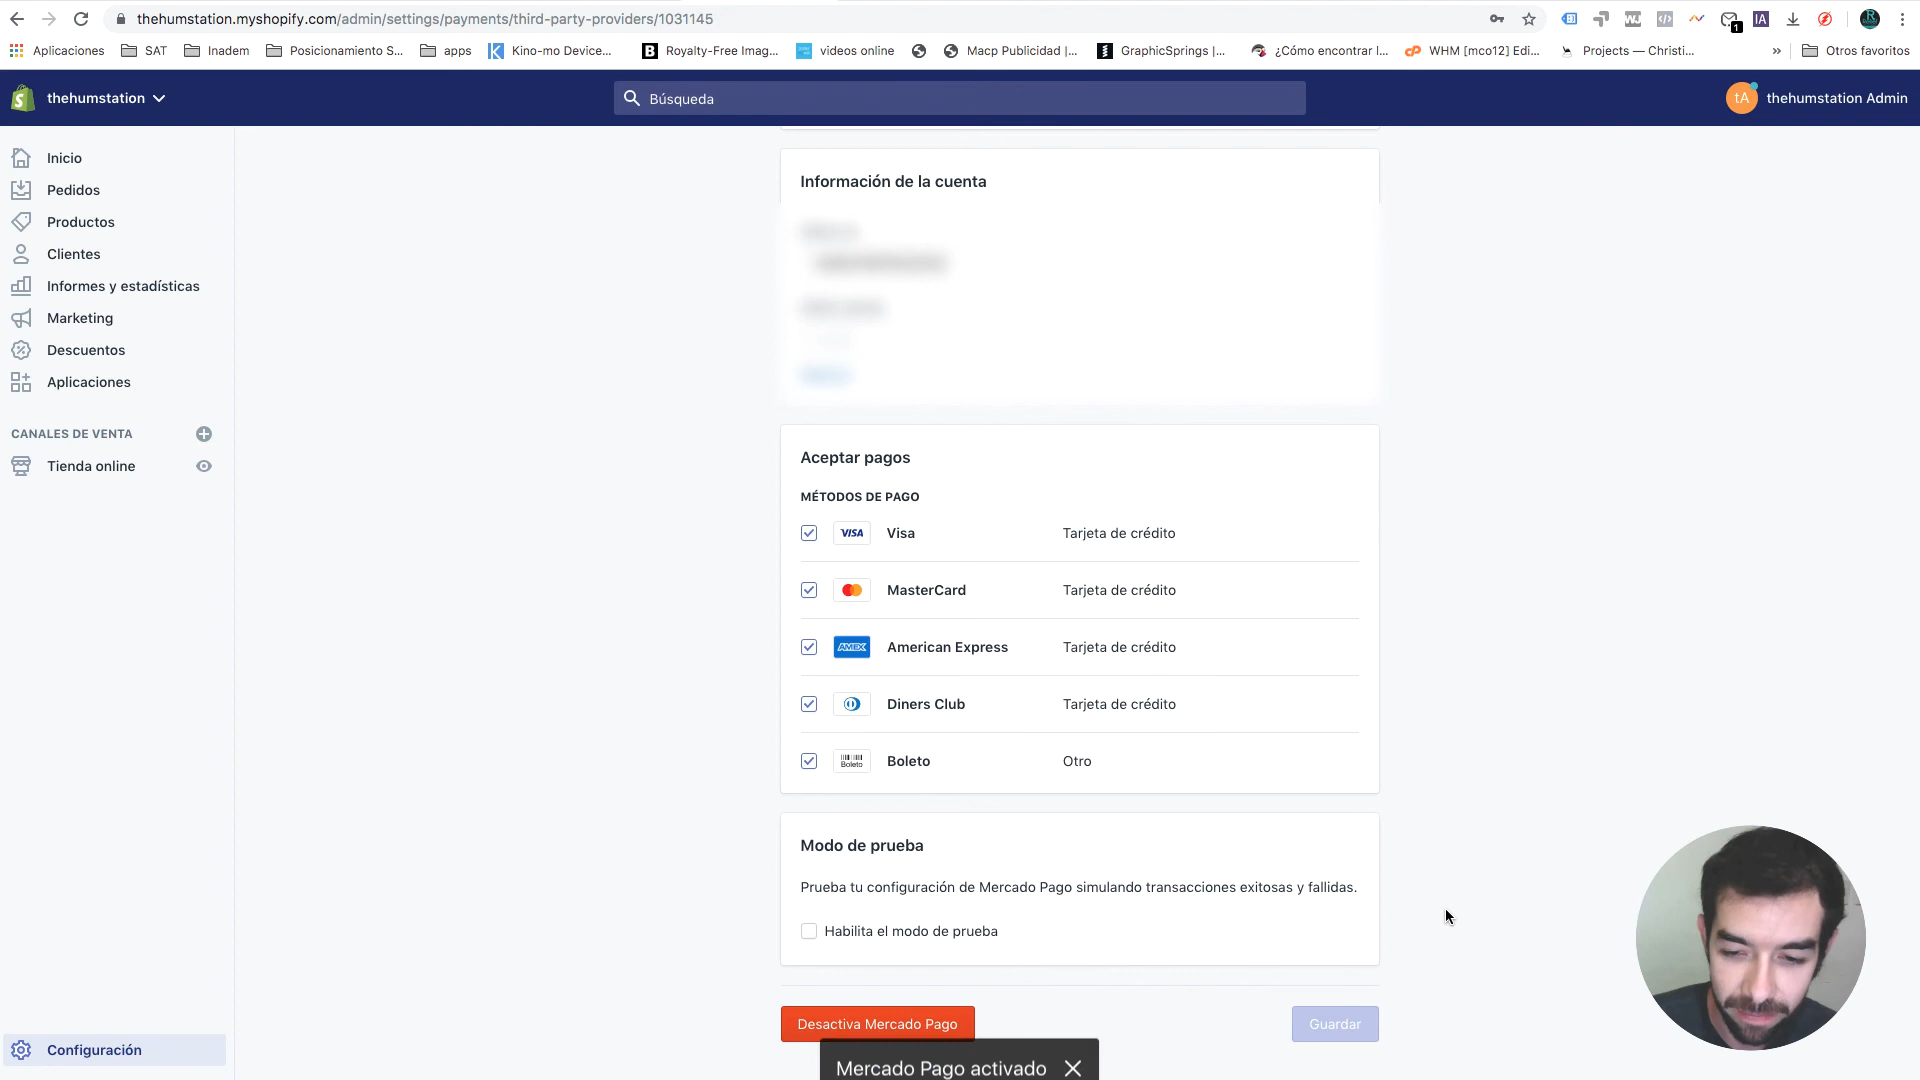 thehumstation.myshopify.com/admin/settings/payments/third-party-providers/1031145
1
IA
Aplicaciones
SAT
Inadem
Posicionamiento S...
apps
Kino-mo Device...
Royalty-Free Imag...
videos online
Macp Publicidad |...
GraphicSprings |...
¿Cómo encontrar l...
WHM [mco12] Edi...
Projects — Christi...
»
Otros favoritos
thehumstation
Búsqueda
tA
thehumstation Admin
Inicio
Pedidos
Productos
Clientes
Informes y estadísticas
Marketing
Descuentos
Aplicaciones
CANALES DE VENTA
Tienda online
Configuración
Información de la cuenta
Aceptar pagos
MÉTODOS DE PAGO
VISA Visa Tarjeta de crédito
MasterCard Tarjeta de crédito
AMEX American Express Tarjeta de crédito
Diners Club Tarjeta de crédito
Boleto Boleto Otro
Modo de prueba
Prueba tu configuración de Mercado Pago simulando transacciones exitosas y fallidas.
Habilita el modo de prueba
Desactiva Mercado Pago
Guardar
Mercado Pago activado